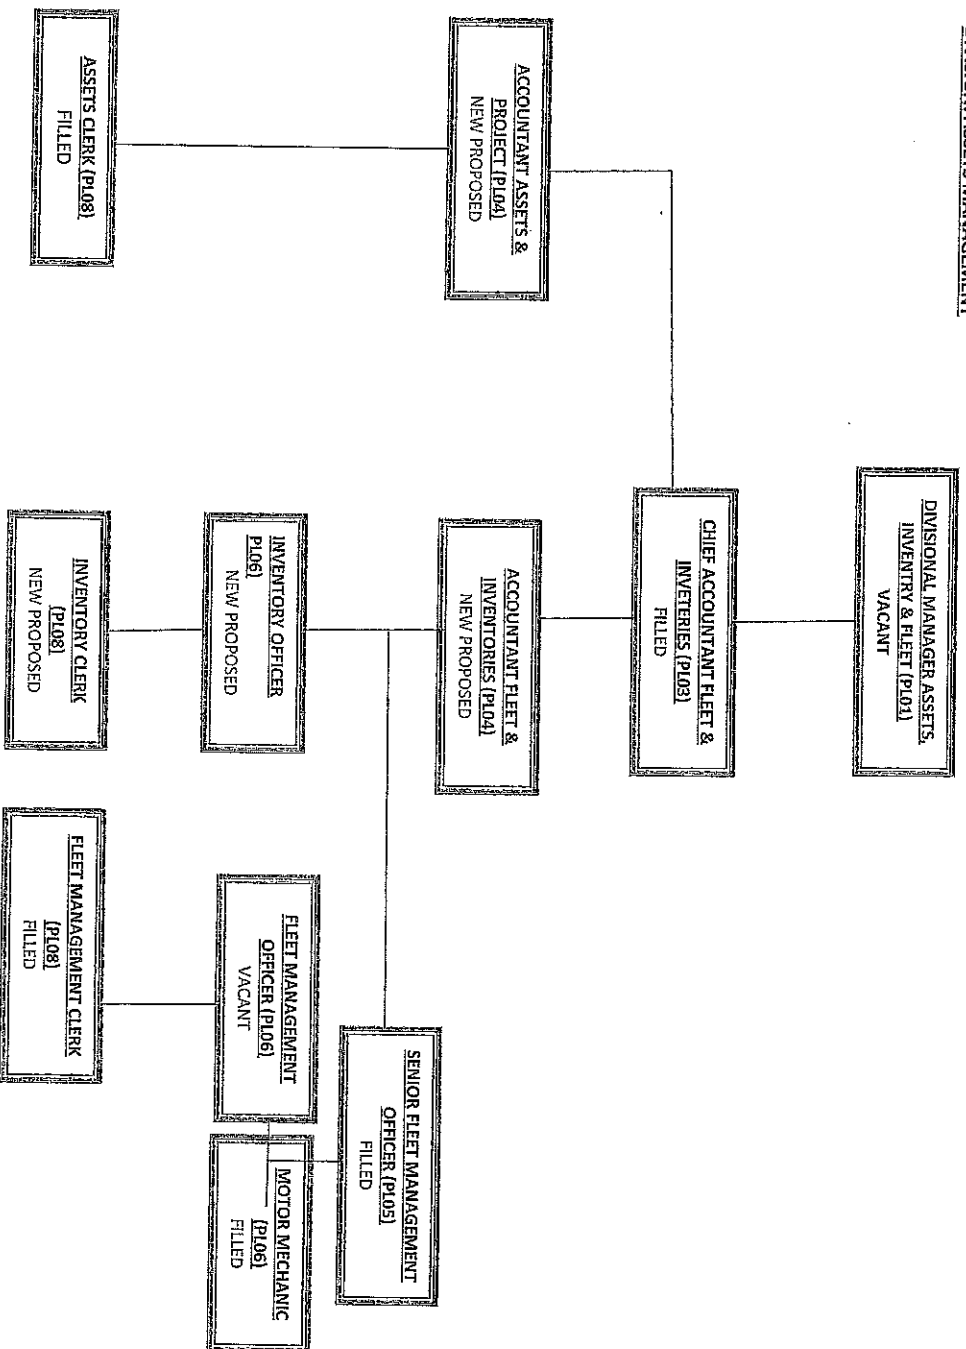 ASSETS MANAGEMENT
DIVISIONAL MANAGER ASSETS,
INVENTRY & FLEET (PL01)
VACANT
CHIEF ACCOUNTANT FLEET &
INVETERIES (PL03)
FILLED
ACCOUNTANT ASSETS &
PROJECT (PL04)
NEW PROPOSED
ACCOUNTANT FLEET &
INVENTORIES (PL04)
NEW PROPOSED
SENIOR FLEET MANAGEMENT
OFFICER (PL05)
FILLED
INVENTORY OFFICER
PL06)
NEW PROPOSED
FLEET MANAGEMENT
OFFICER (PL06)
VACANT
MOTOR MECHANIC
(PL06)
FILLED
ASSETS CLERK (PL08)
FILLED
INVENTORY CLERK
(PL08)
NEW PROPOSED
FLEET MANAGEMENT CLERK
(PL08)
FILLED